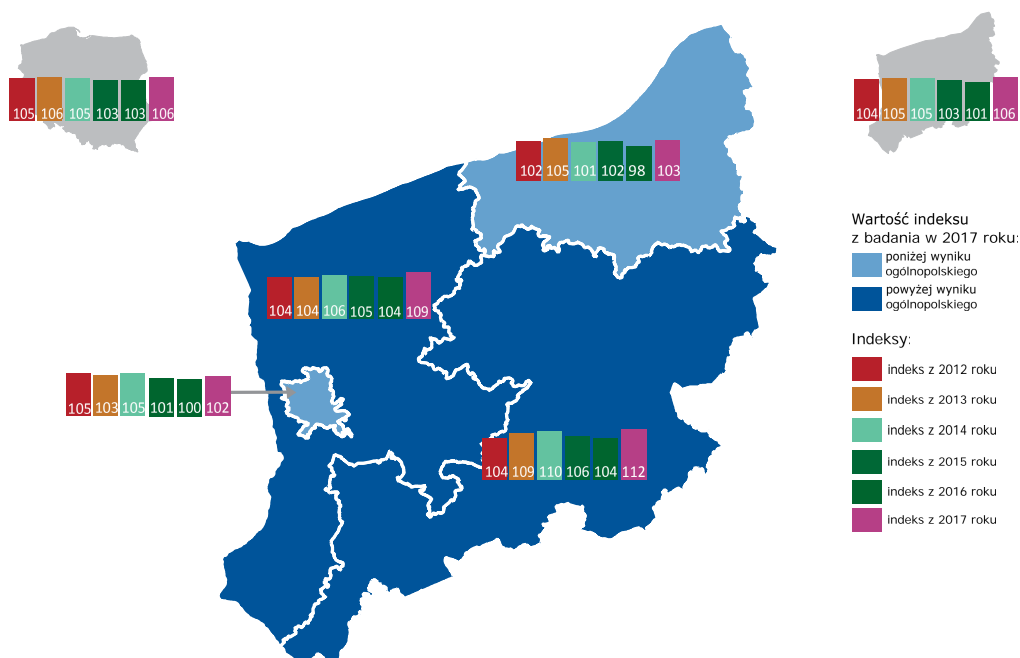 105 106 105 103 103 106
104 105 105 103 101 106
102 105 101 102 98 103
104 104 106 105 104 109
105 103 105 101 100 102
104 109 110 106 104 112
Wartość indeksu
z badania w 2017 roku:
poniżej wyniku
ogólnopolskiego
powyżej wyniku
ogólnopolskiego
Indeksy:
indeks z 2012 roku
indeks z 2013 roku
indeks z 2014 roku
indeks z 2015 roku
indeks z 2016 roku
indeks z 2017 roku